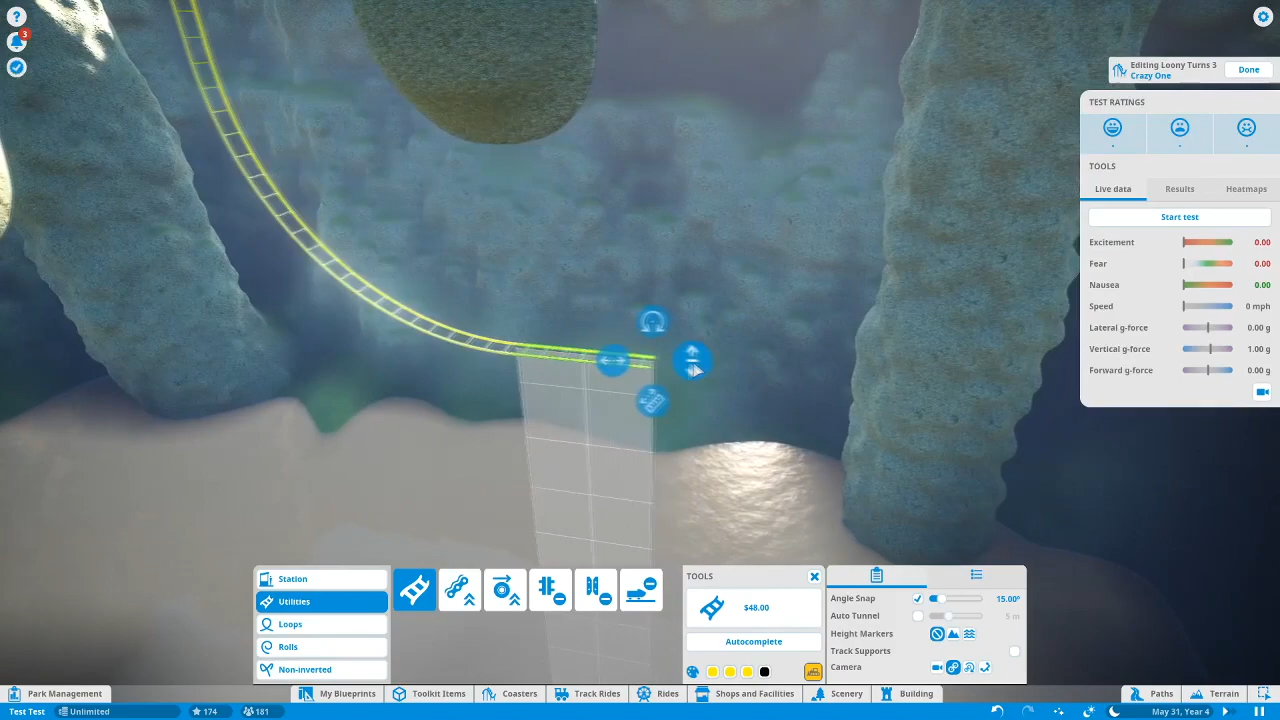 ?
3
Editing Loony Turns 3
Crazy One
Done
TEST RATINGS
-
-
-
TOOLS
Live data
Results
Heatmaps
Start test
Excitement
0.00
Fear
0.00
Nausea
0.00
Speed
0 mph
Lateral g-force
0.00 g
Vertical g-force
1.00 g
Forward g-force
0.00 g
Station
Utilities
Loops
Rolls
Non-inverted
TOOLS
$48.00
Autocomplete
Angle Snap
15.00°
Auto Tunnel
5 m
Height Markers
Track Supports
Camera
Park Management
My Blueprints
Toolkit Items
Coasters
Track Rides
Rides
Shops and Facilities
Scenery
Building
Paths
Terrain
Test Test
Unlimited
174
181
May 31, Year 4